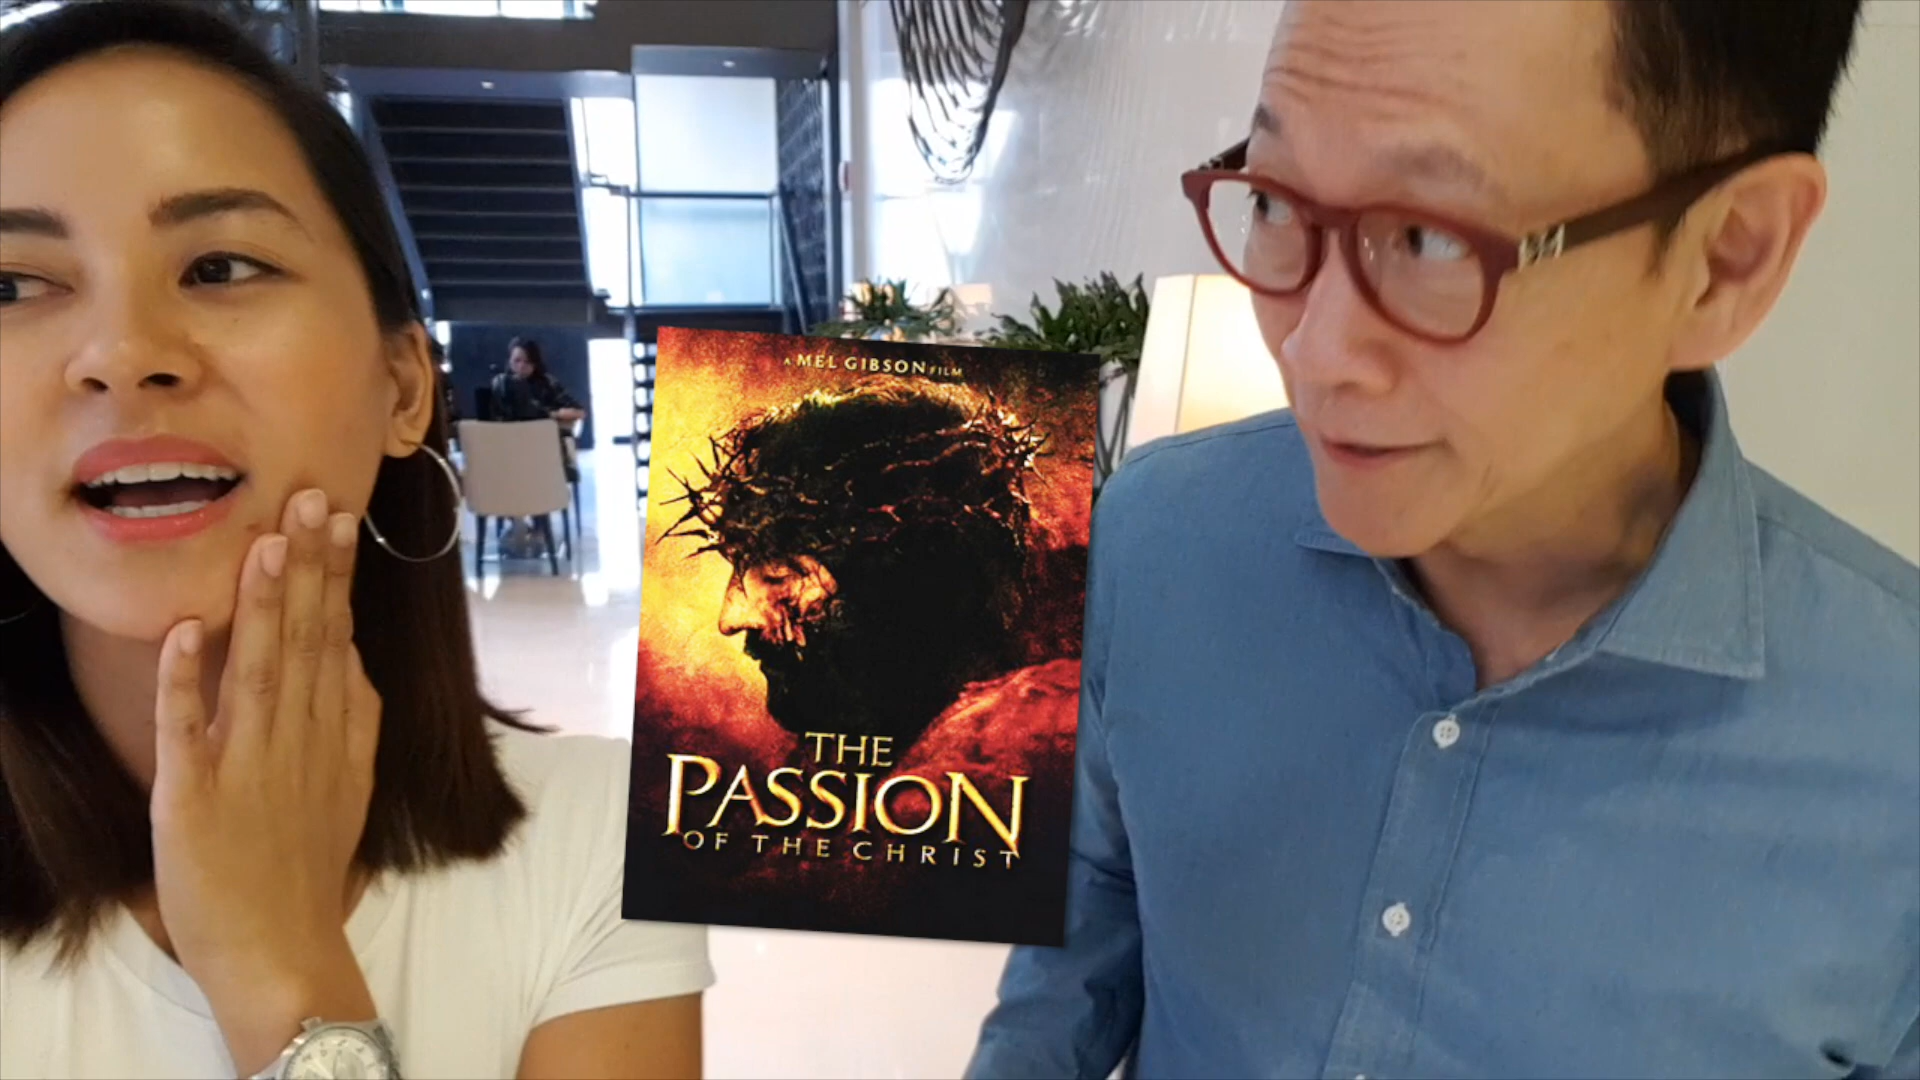 A MEL GIBSON FILM
THE
PASSION
OF THE CHRIST